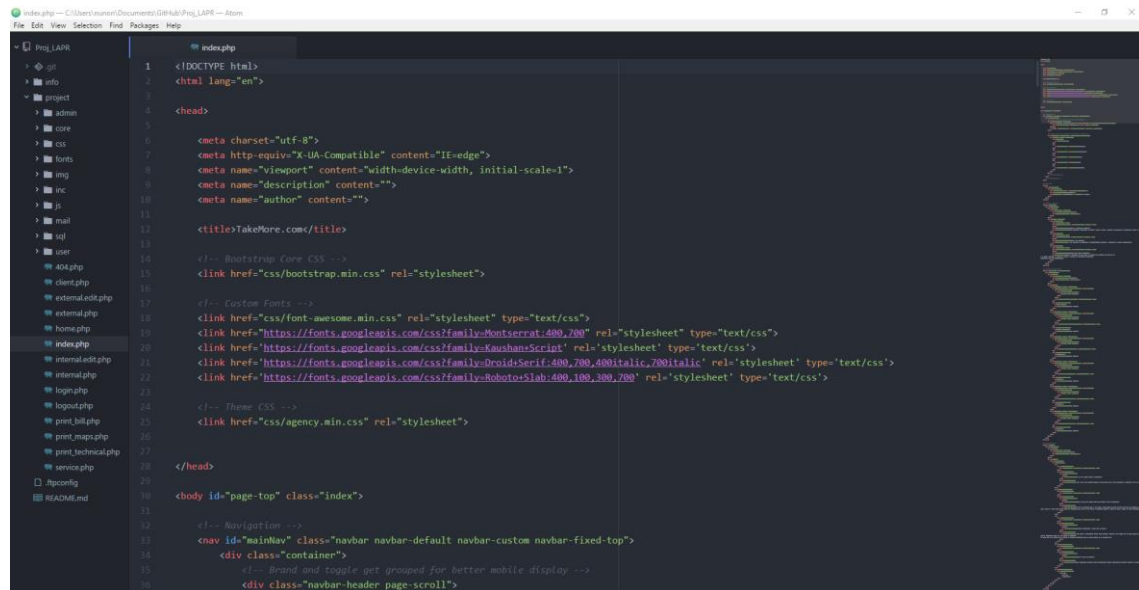 index.php — C:\Users\nunon\Documents\GitHub\Proj_LAPR — Atom
File Edit View Selection Find Packages Help
Proj_LAPR
.git
info
project
admin
core
css
fonts
img
inc
js
mail
sql
user
404.php
client.php
external.edit.php
external.php
home.php
index.php
internal.edit.php
internal.php
login.php
logout.php
print_bill.php
print_maps.php
print_technical.php
service.php
.ftpconfig
README.md
index.php
1 <!DOCTYPE html>
2 <html lang="en">
3
4 <head>
5
6 <meta charset="utf-8">
7 <meta http-equiv="X-UA-Compatible" content="IE=edge">
8 <meta name="viewport" content="width=device-width, initial-scale=1">
9 <meta name="description" content="">
10 <meta name="author" content="">
11
12 <title>TakeMore.com</title>
13
14 <!-- Bootstrap Core CSS -->
15 <link href="css/bootstrap.min.css" rel="stylesheet">
16
17 <!-- Custom Fonts -->
18 <link href="css/font-awesome.min.css" rel="stylesheet" type="text/css">
19 <link href="https://fonts.googleapis.com/css?family=Montserrat:400,700" rel="stylesheet" type="text/css">
20 <link href='https://fonts.googleapis.com/css?family=Kaushan+Script' rel='stylesheet' type='text/css'>
21 <link href='https://fonts.googleapis.com/css?family=Droid+Serif:400,700,400italic,700italic' rel='stylesheet' type='text/css'>
22 <link href='https://fonts.googleapis.com/css?family=Roboto+Slab:400,100,300,700' rel='stylesheet' type='text/css'>
23
24 <!-- Theme CSS -->
25 <link href="css/agency.min.css" rel="stylesheet">
26
27
28 </head>
29
30 <body id="page-top" class="index">
31
32 <!-- Navigation -->
33 <nav id="mainNav" class="navbar navbar-default navbar-custom navbar-fixed-top">
34 <div class="container">
35 <!-- Brand and toggle get grouped for better mobile display -->
36 <div class="navbar-header page-scroll">